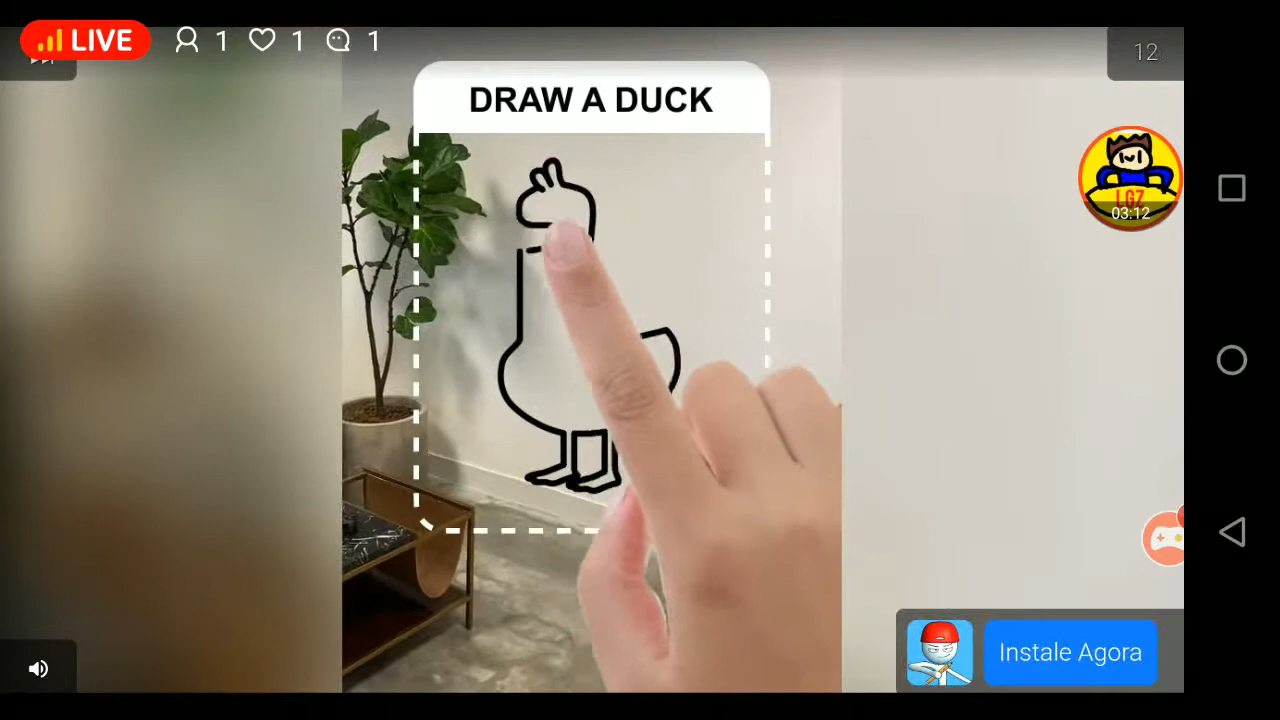 LIVE 1 1 1
12
DRAW A DUCK
LGZ
03:12
Instale Agora